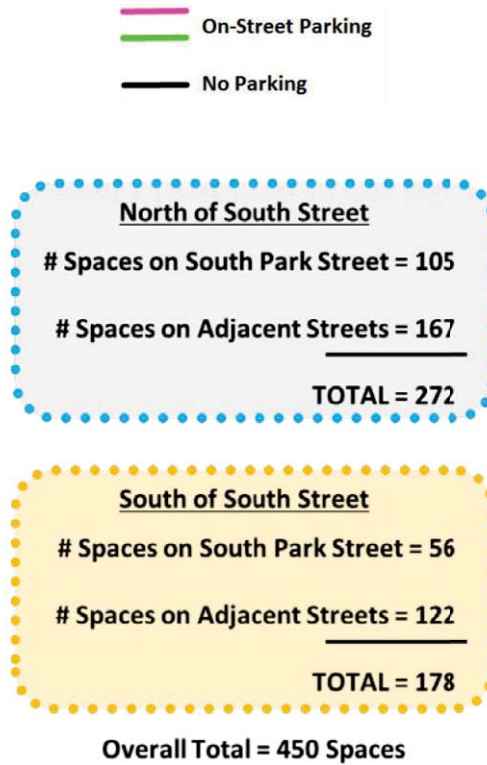 On-Street Parking
No Parking
North of South Street
# Spaces on South Park Street = 105
# Spaces on Adjacent Streets = 167
TOTAL = 272
South of South Street
# Spaces on South Park Street = 56
# Spaces on Adjacent Streets = 122
TOTAL = 178
Overall Total = 450 Spaces